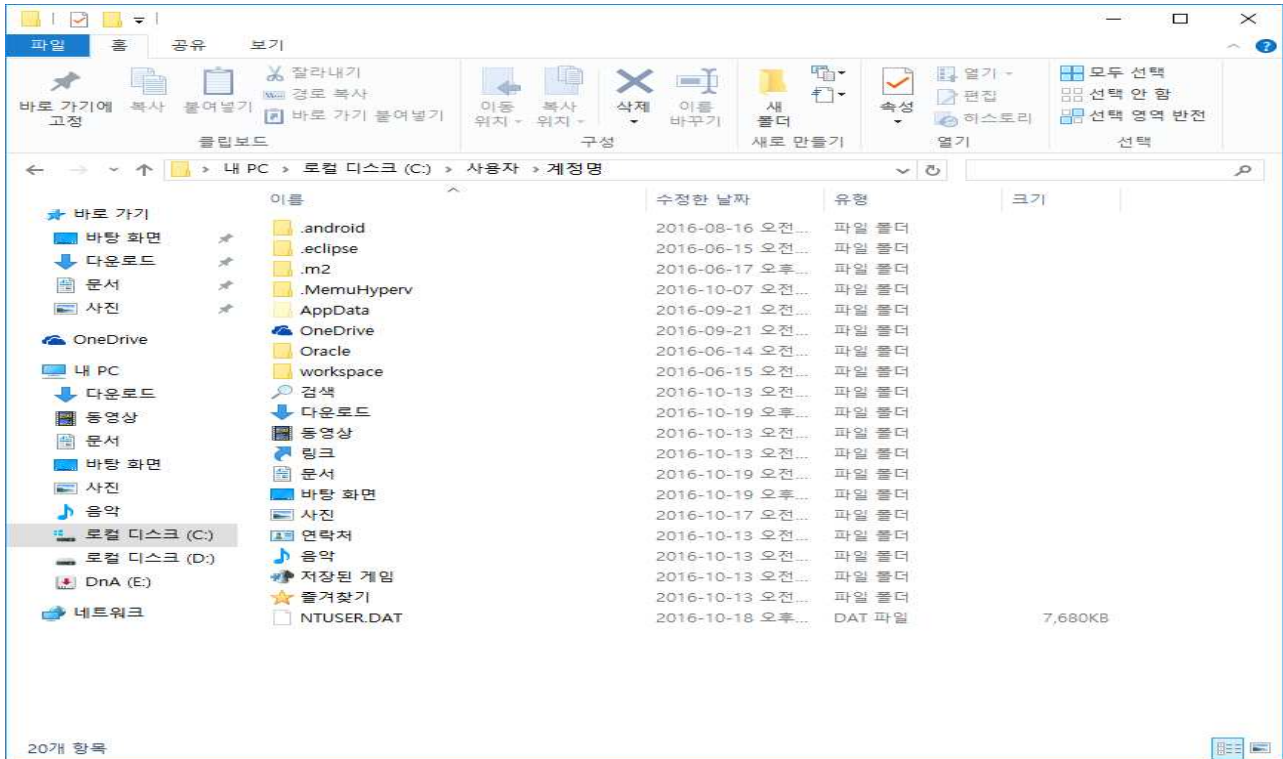 파일 홈 공유 보기
바로 가기에 고정 복사 붙여넣기 잘라내기 경로 복사 바로 가기 붙여넣기 이동 위치 복사 위치 삭제 이름 바꾸기 새 폴더 속성 열기 편집 히스토리 모두 선택 선택 안 함 선택 영역 반전
클립보드 구성 새로 만들기 열기 선택
내 PC > 로컬 디스크 (C:) > 사용자 > 계정명
이름 수정한 날짜 유형 크기
바로 가기
바탕 화면
다운로드
문서
사진
OneDrive
내 PC
다운로드
동영상
문서
바탕 화면
사진
음악
로컬 디스크 (C:)
로컬 디스크 (D:)
DnA (E:)
네트워크
.android 2016-08-16 오전... 파일 폴더
.eclipse 2016-06-15 오전... 파일 폴더
.m2 2016-06-17 오후... 파일 폴더
.MemuHyperv 2016-10-07 오전... 파일 폴더
AppData 2016-09-21 오전... 파일 폴더
OneDrive 2016-09-21 오전... 파일 폴더
Oracle 2016-06-14 오전... 파일 폴더
workspace 2016-06-15 오전... 파일 폴더
검색 2016-10-13 오전... 파일 폴더
다운로드 2016-10-19 오후... 파일 폴더
동영상 2016-10-13 오전... 파일 폴더
링크 2016-10-13 오전... 파일 폴더
문서 2016-10-19 오전... 파일 폴더
바탕 화면 2016-10-19 오후... 파일 폴더
사진 2016-10-17 오전... 파일 폴더
연락처 2016-10-13 오전... 파일 폴더
음악 2016-10-13 오전... 파일 폴더
저장된 게임 2016-10-13 오전... 파일 폴더
즐겨찾기 2016-10-13 오전... 파일 폴더
NTUSER.DAT 2016-10-18 오후... DAT 파일 7,680KB
20개 항목